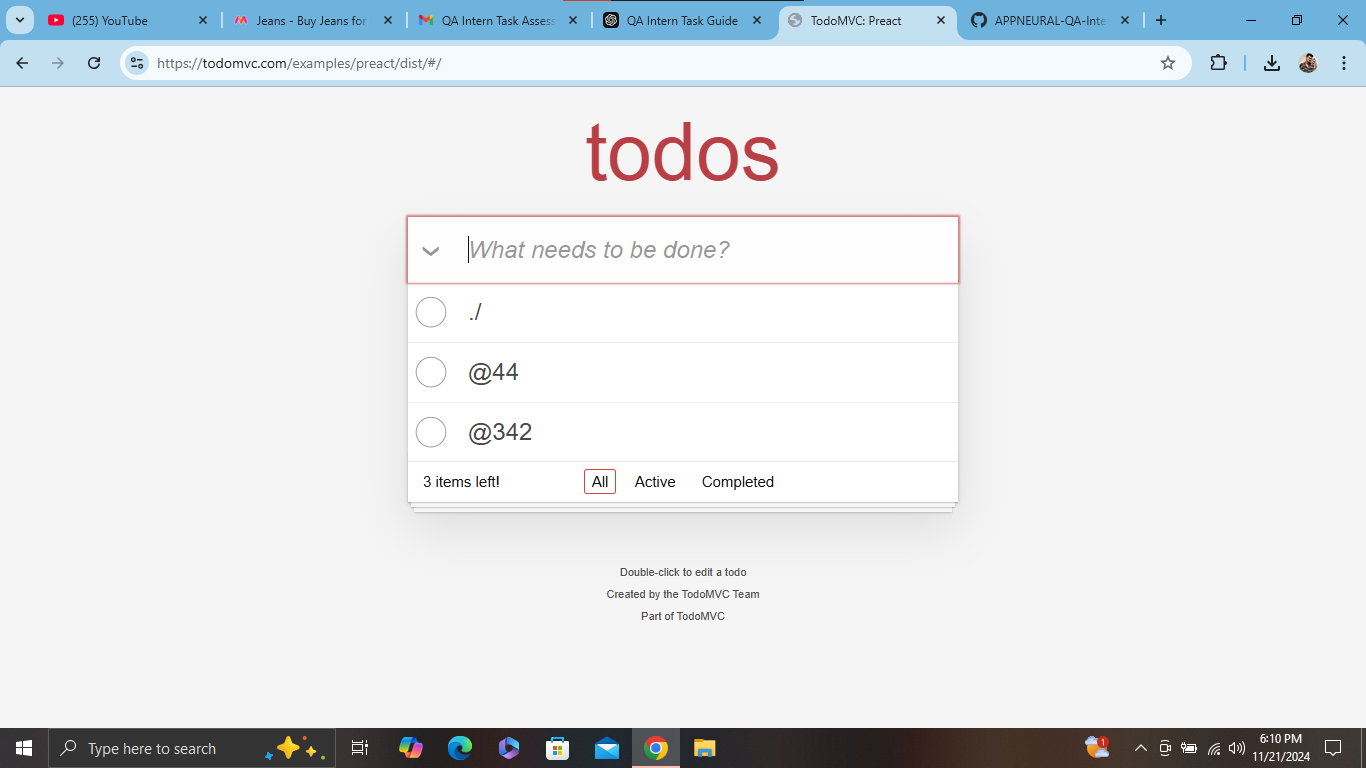 (255) YouTube
Jeans - Buy Jeans for
QA Intern Task Assess
QA Intern Task Guide
TodoMVC: Preact
APPNEURAL-QA-Inte
https://todomvc.com/examples/preact/dist/#/
todos
What needs to be done?
./
@44
@342
3 items left!
All
Active
Completed
Double-click to edit a todo
Created by the TodoMVC Team
Part of TodoMVC
Type here to search
1
6:10 PM
11/21/2024